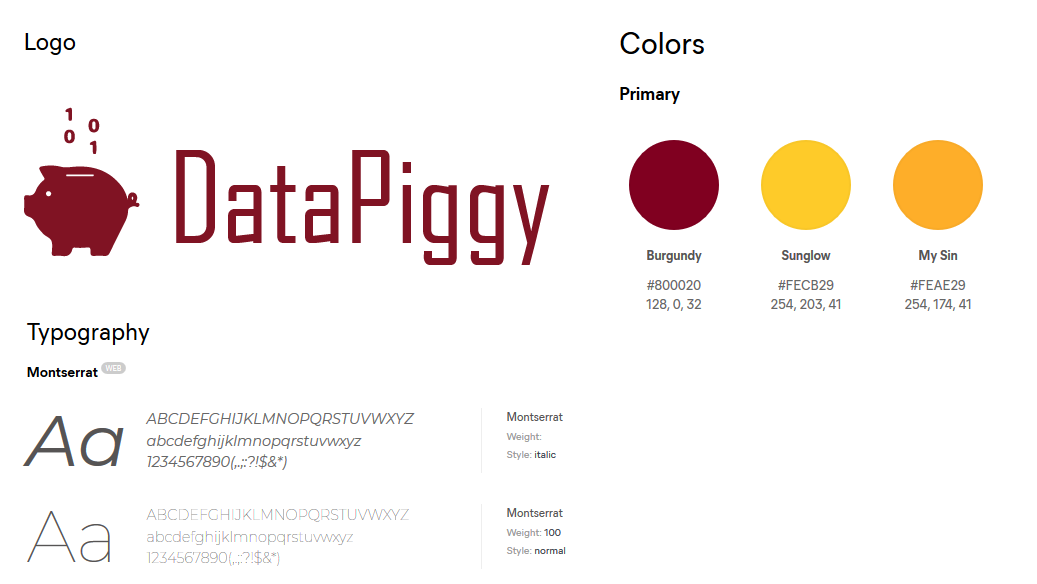 Logo
1
0
0
1
DataPiggy
Typography
Montserrat WEB
Aa
ABCDEFGHIJKLMNOPQRSTUVWXYZ
abcdefghijklmnopqrstuvwxyz
1234567890(,.;:?!$&*)
Montserrat
Weight:
Style: italic
Aa
ABCDEFGHIJKLMNOPQRSTUVWXYZ
abcdefghijklmnopqrstuvwxyz
1234567890(,.;:?!$&*)
Montserrat
Weight: 100
Style: normal
Colors
Primary
Burgundy
#800020
128, 0, 32
Sunglow
#FECB29
254, 203, 41
My Sin
#FEAE29
254, 174, 41